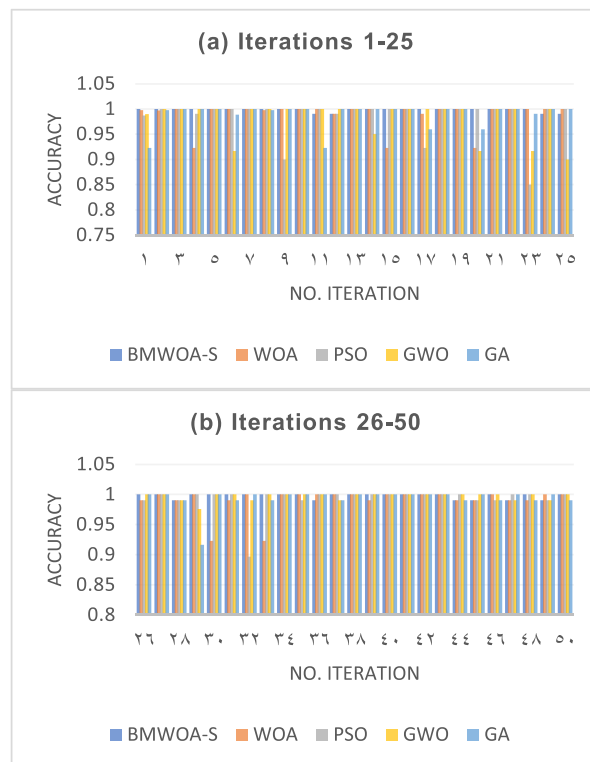 (a) Iterations 1-25
1.05
1
0.95
0.9
0.85
0.8
0.75
ACCURACY
١ ٣ ٥ ٧ ٩ ١١ ١٣ ١٥ ١٧ ١٩ ٢١ ٢٣ ٢٥
NO. ITERATION
BMWOA-S WOA PSO GWO GA
(b) Iterations 26-50
1.05
1
0.95
0.9
0.85
0.8
ACCURACY
٢٦ ٢٨ ٣٠ ٣٢ ٣٤ ٣٦ ٣٨ ٤٠ ٤٢ ٤٤ ٤٦ ٤٨ ٥٠
NO. ITERATION
BMWOA-S WOA PSO GWO GA